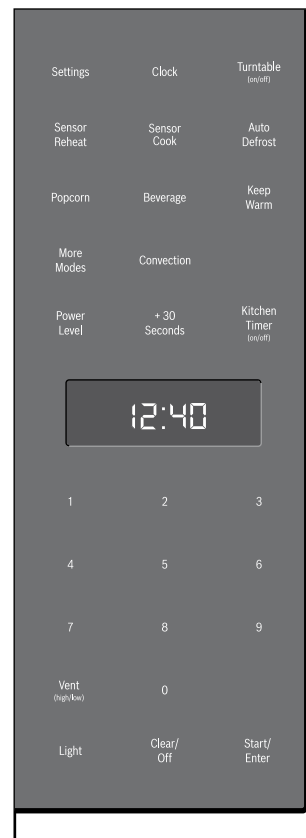 Settings Clock Turntable
(on/off)
Sensor Sensor Auto
Reheat Cook Defrost
Popcorn Beverage Keep
Warm
More
Modes Convection
Power + 30 Kitchen
Level Seconds Timer
(on/off)
12:40
1 2 3
4 5 6
7 8 9
Vent
(high/low) 0
Light Clear/ Start/
Off Enter